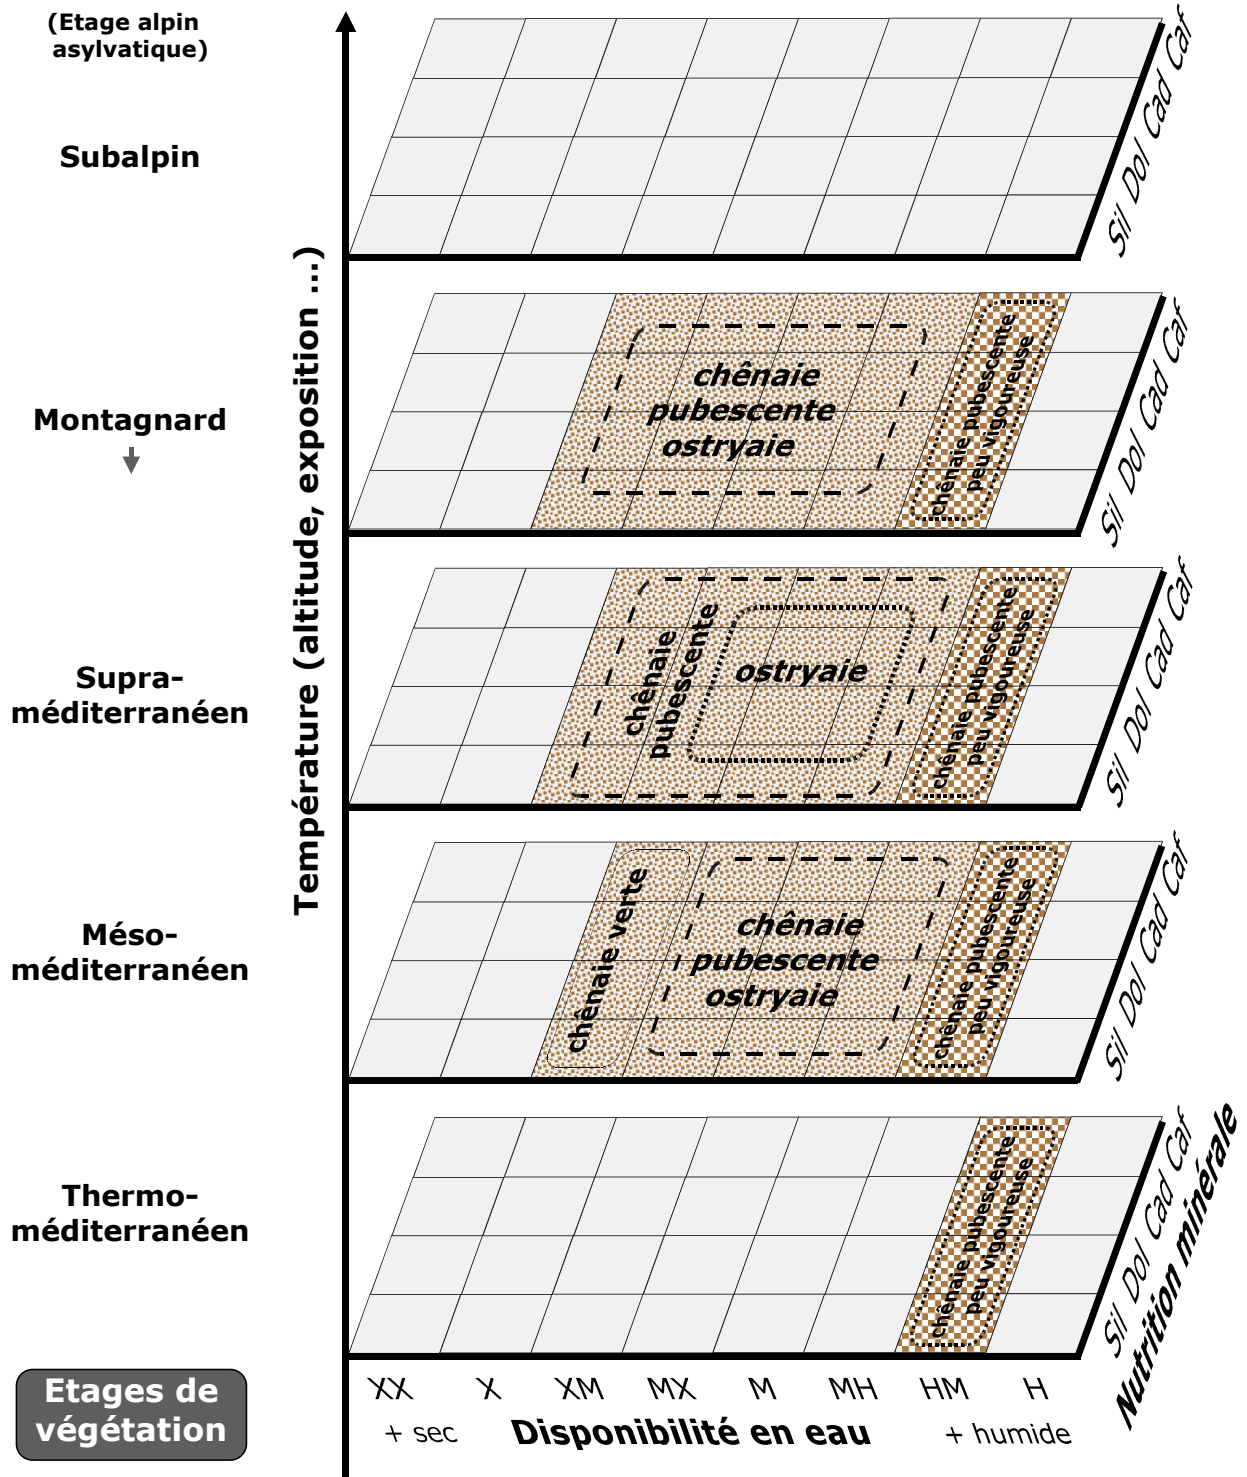 (Etage alpin
asylvatique)
Subalpin
Sil Dol Cad Caf
Température (altitude, exposition ...)
Montagnard
chênaie
pubescente
ostryaie
chênaie pubescente
peu vigoureuse
Sil Dol Cad Caf
Supra-
méditerranéen
chênaie
pubescente
ostryaie
chênaie pubescente
peu vigoureuse
Sil Dol Cad Caf
Méso-
méditerranéen
chênaie verte
chênaie
pubescente
ostryaie
chênaie pubescente
peu vigoureuse
Sil Dol Cad Caf
Thermo-
méditerranéen
chênaie pubescente
peu vigoureuse
Sil Dol Cad Caf
Nutrition minérale
Etages de
végétation
XX X XM MX M MH HM H
+ sec Disponibilité en eau + humide